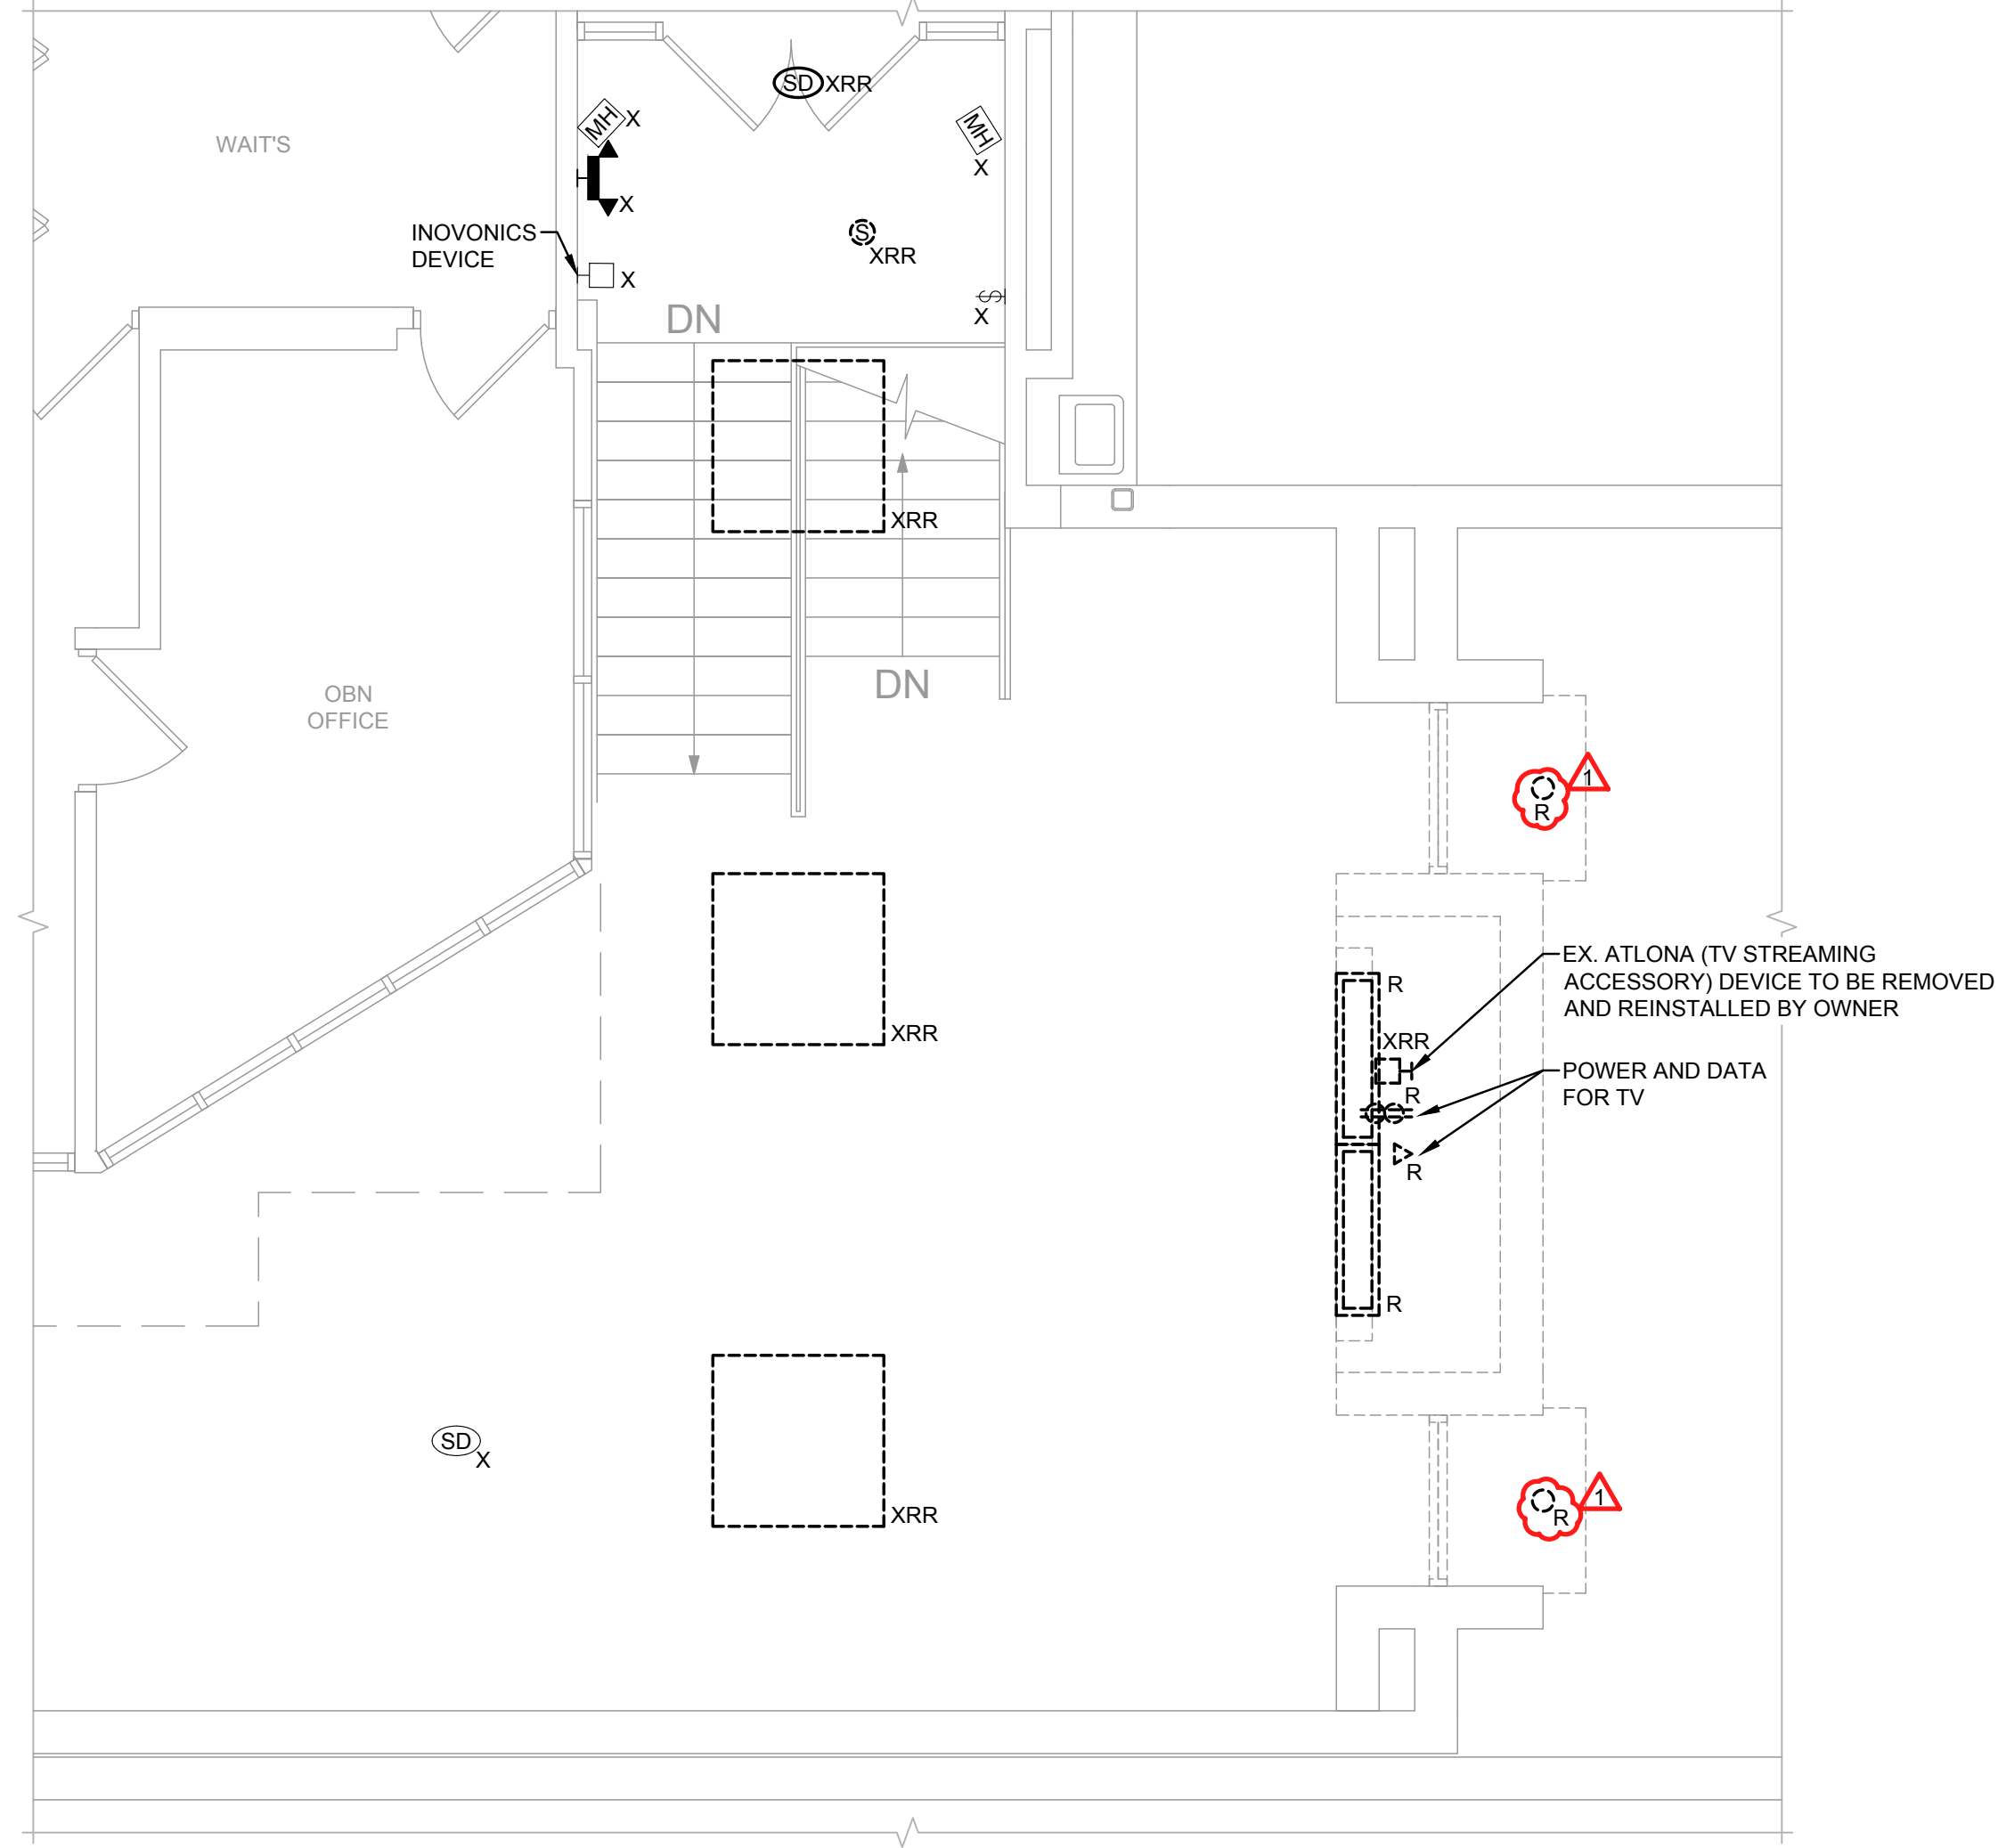 SD XRR
MH X
MH
X
WAIT'S
X
INOVONICS
DEVICE
S
XRR
X
$
X
DN
XRR
DN
OBN
OFFICE
1
R
EX. ATLONA (TV STREAMING
ACCESSORY) DEVICE TO BE REMOVED
AND REINSTALLED BY OWNER
R
XRR
XRR
POWER AND DATA
FOR TV
R
R
R
SD
X
1
R
XRR